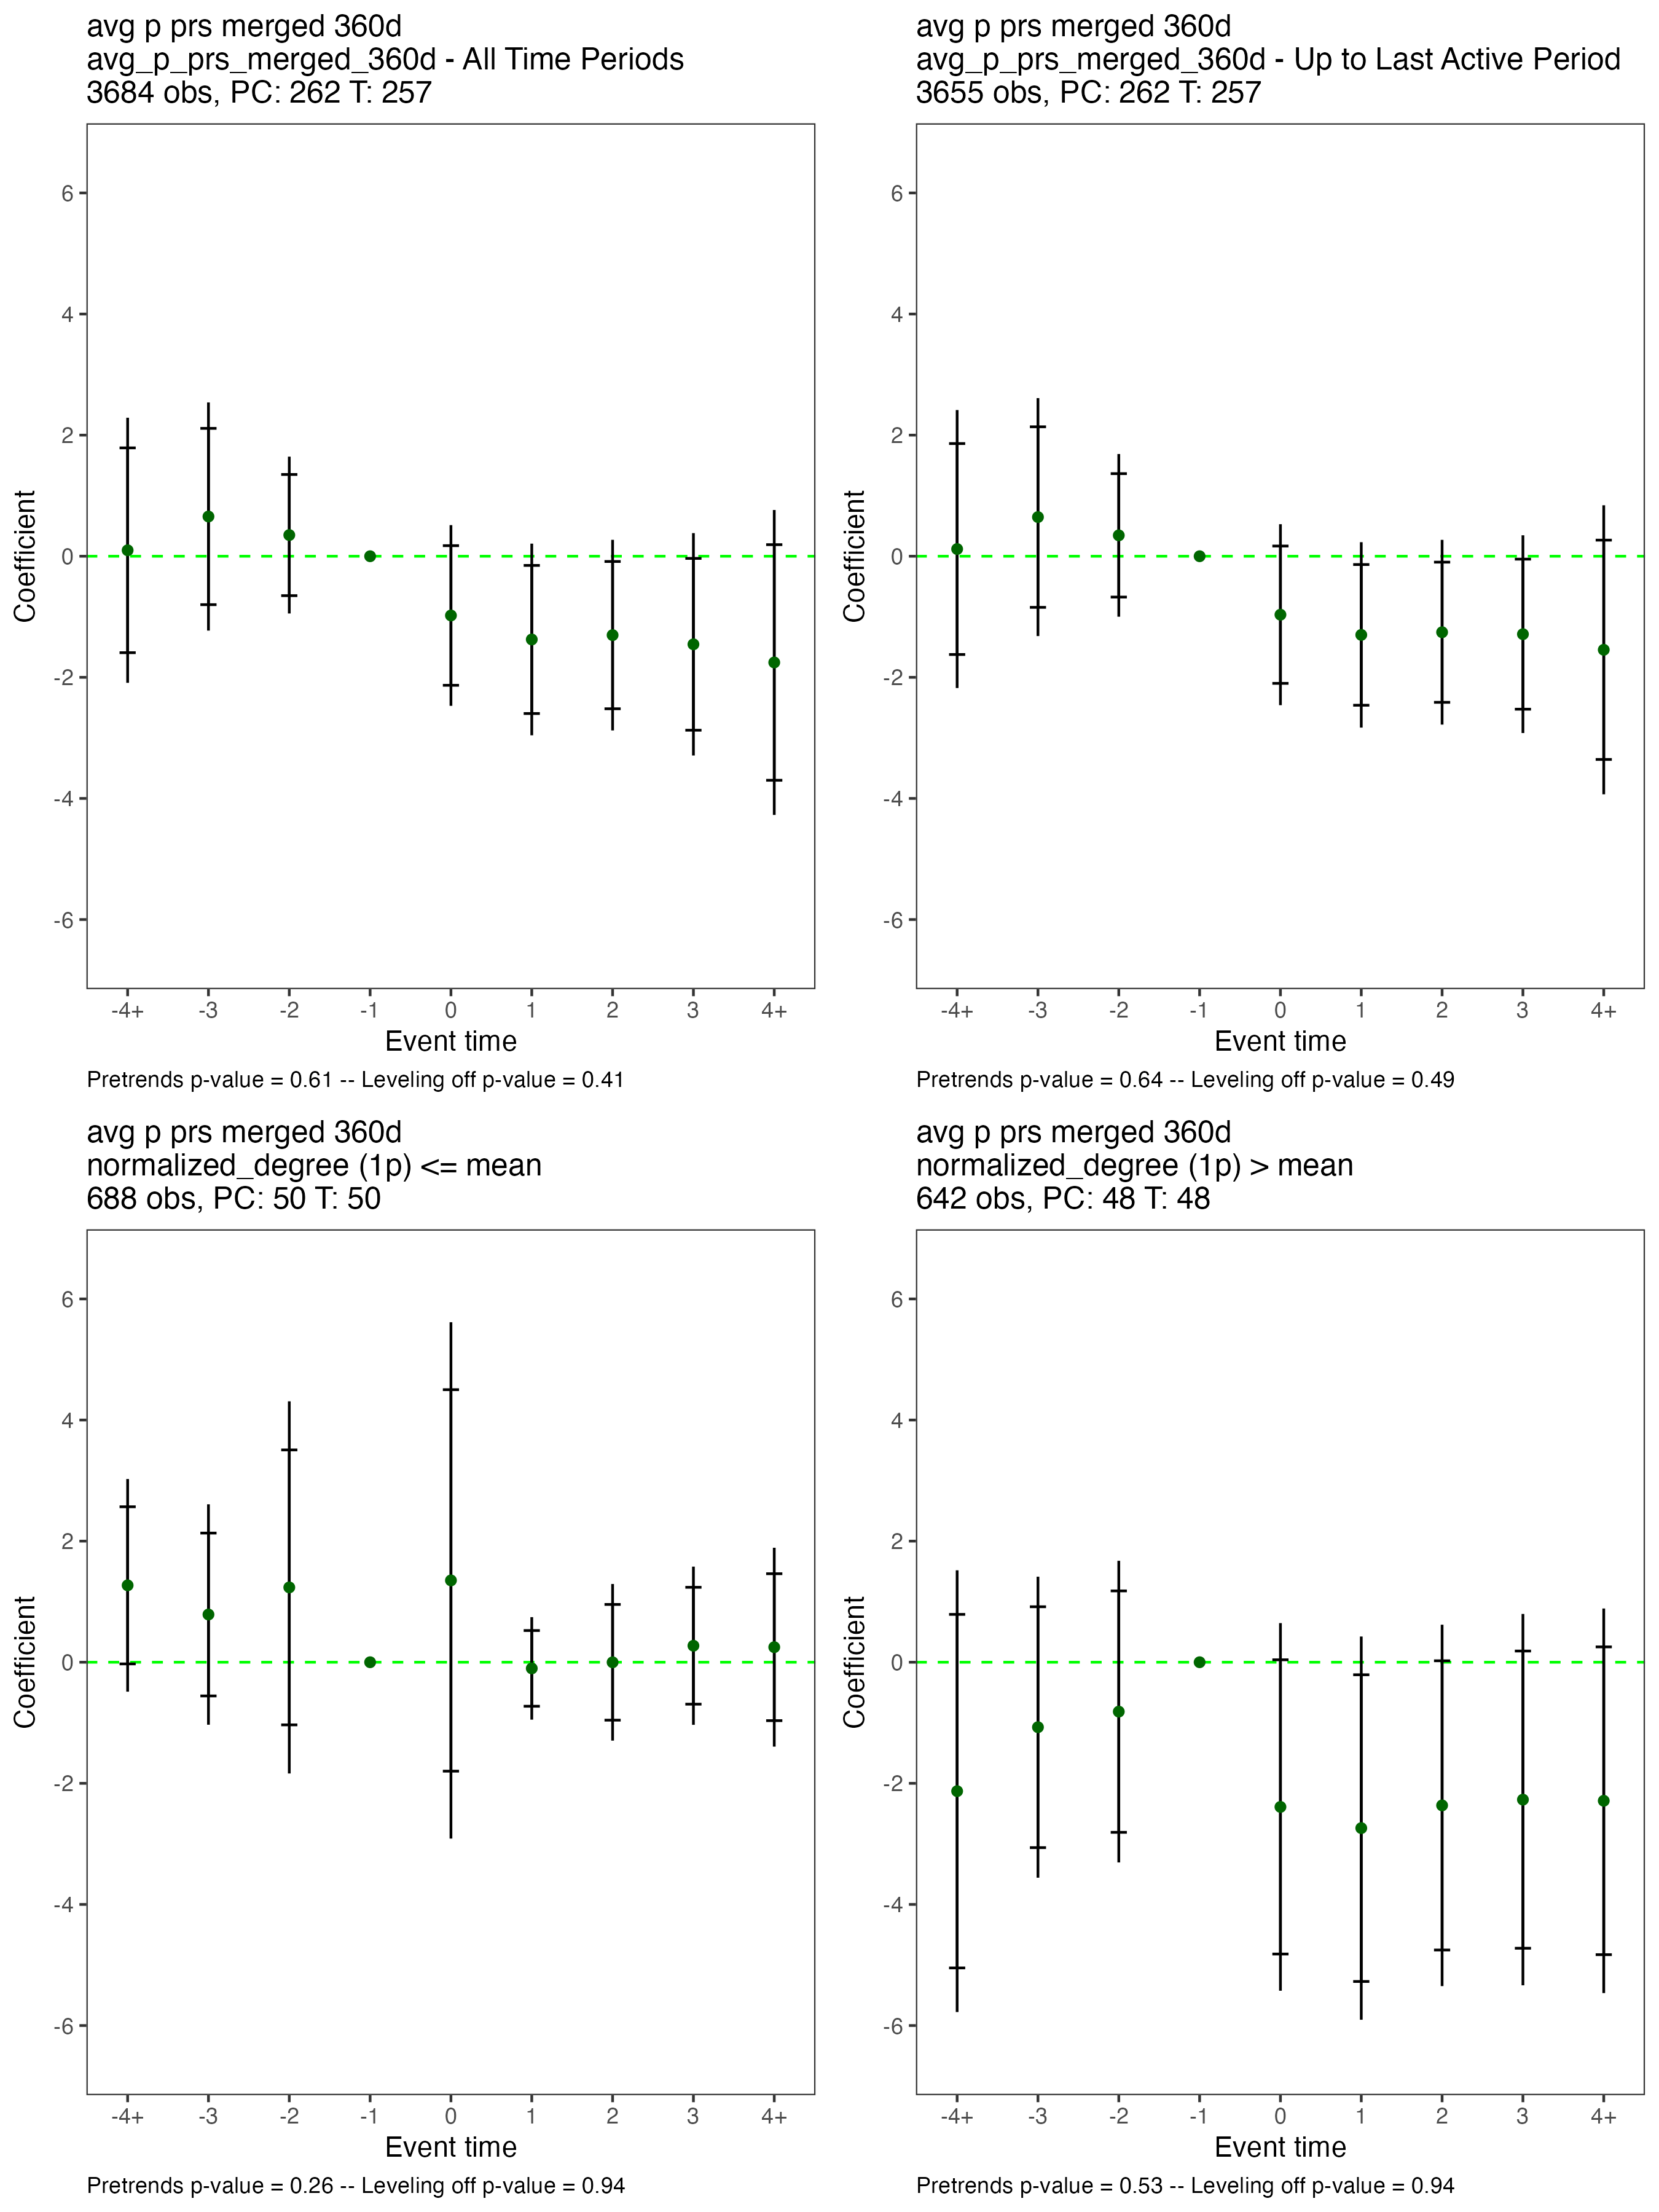 avg p prs merged 360d
avg_p_prs_merged_360d - All Time Periods
3684 obs, PC: 262 T: 257
6
4
2
0
-2
-4
-6
Coefficient
-4+ -3 -2 -1 0 1 2 3 4+
Event time
Pretrends p-value = 0.61 -- Leveling off p-value = 0.41
avg p prs merged 360d
avg_p_prs_merged_360d - Up to Last Active Period
3655 obs, PC: 262 T: 257
6
4
2
0
-2
-4
-6
Coefficient
-4+ -3 -2 -1 0 1 2 3 4+
Event time
Pretrends p-value = 0.64 -- Leveling off p-value = 0.49
avg p prs merged 360d
normalized_degree (1p) <= mean
688 obs, PC: 50 T: 50
6
4
2
0
-2
-4
-6
Coefficient
-4+ -3 -2 -1 0 1 2 3 4+
Event time
Pretrends p-value = 0.26 -- Leveling off p-value = 0.94
avg p prs merged 360d
normalized_degree (1p) > mean
642 obs, PC: 48 T: 48
6
4
2
0
-2
-4
-6
Coefficient
-4+ -3 -2 -1 0 1 2 3 4+
Event time
Pretrends p-value = 0.53 -- Leveling off p-value = 0.94